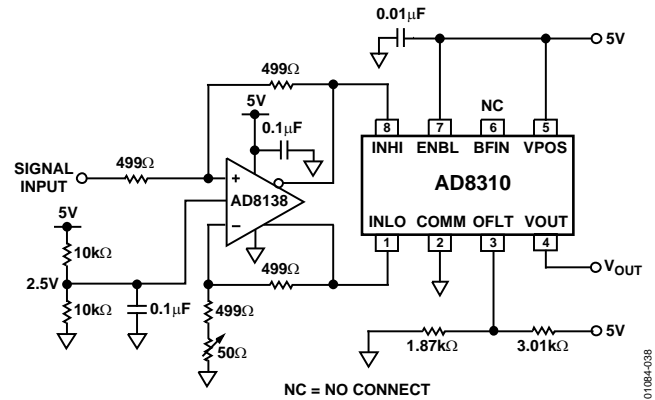 0.01μF
5V
499Ω
5V
NC
8
7
6
5
0.1μF
INHI ENBL BFIN VPOS
SIGNAL
INPUT
499Ω
+
AD8138
−
AD8310
5V
INLO COMM OFLT VOUT
10kΩ
1
2
3
4
2.5V
499Ω
VOUT
10kΩ
0.1μF
499Ω
5V
50Ω
1.87kΩ
3.01kΩ
NC = NO CONNECT
01084-038